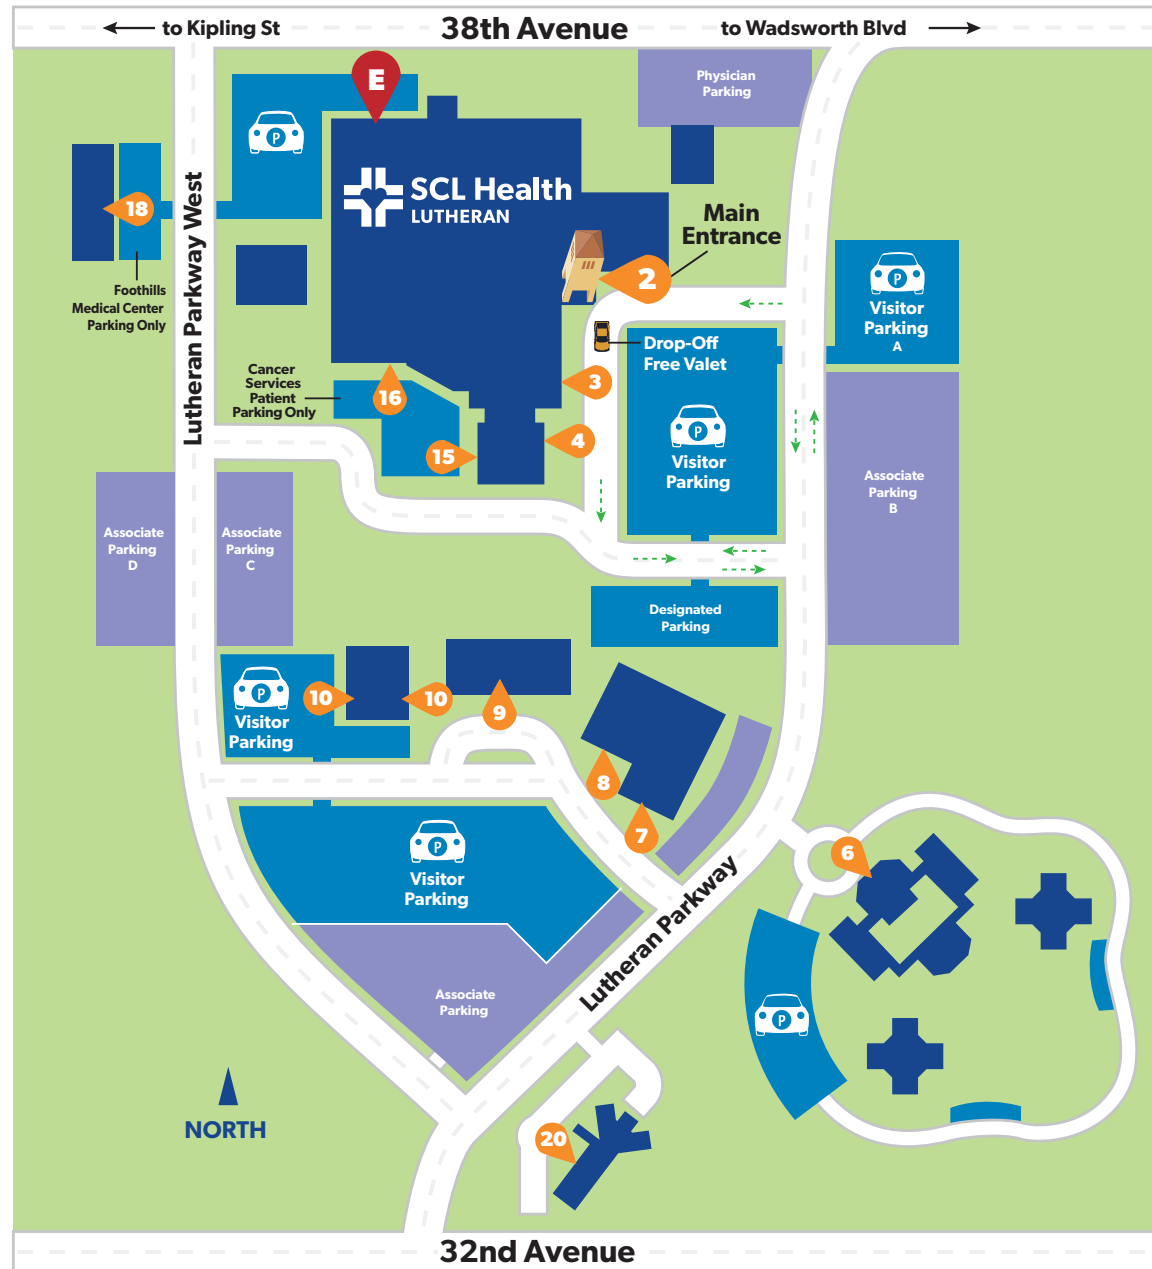 to Kipling St
38th Avenue
to Wadsworth Blvd
E
Physician
Parking
P
SCL Health
LUTHERAN
18
Main
Entrance
2
Foothills
Medical Center
Parking Only
Lutheran Parkway West
P
Visitor
Parking
A
Drop-Off
Free Valet
3
Cancer
Services
Patient
Parking Only
16
P
Visitor
Parking
4
15
Associate
Parking
B
Associate
Parking
D
Associate
Parking
C
Designated
Parking
P
Visitor
Parking
10
10
9
8
7
P
Visitor
Parking
6
Lutheran Parkway
Associate
Parking
P
NORTH
20
32nd Avenue